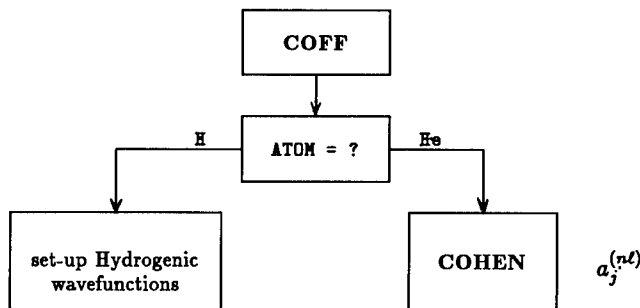 COFF
H
ATOM = ?
He
set-up Hydrogenic
wavefunctions
COHEN
a_j^{(nℓ)}